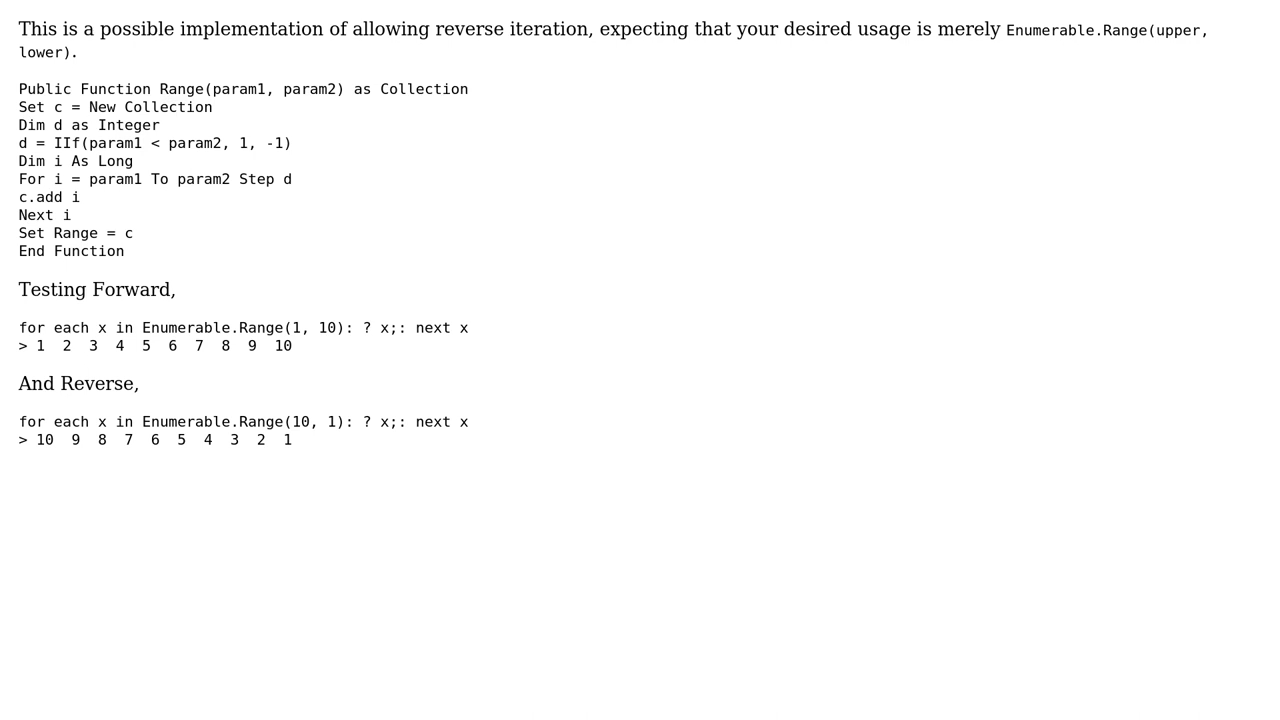 This is a possible implementation of allowing reverse iteration, expecting that your desired usage is merely Enumerable.Range(upper,
lower).
Public Function Range(param1, param2) as Collection
Set c = New Collection
Dim d as Integer
d = IIf(param1 < param2, 1, -1)
Dim i As Long
For i = param1 To param2 Step d
c.add i
Next i
Set Range = c
End Function
Testing Forward,
for each x in Enumerable.Range(1, 10): ? x;: next x
> 1  2  3  4  5  6  7  8  9  10
And Reverse,
for each x in Enumerable.Range(10, 1): ? x;: next x
> 10  9  8  7  6  5  4  3  2  1